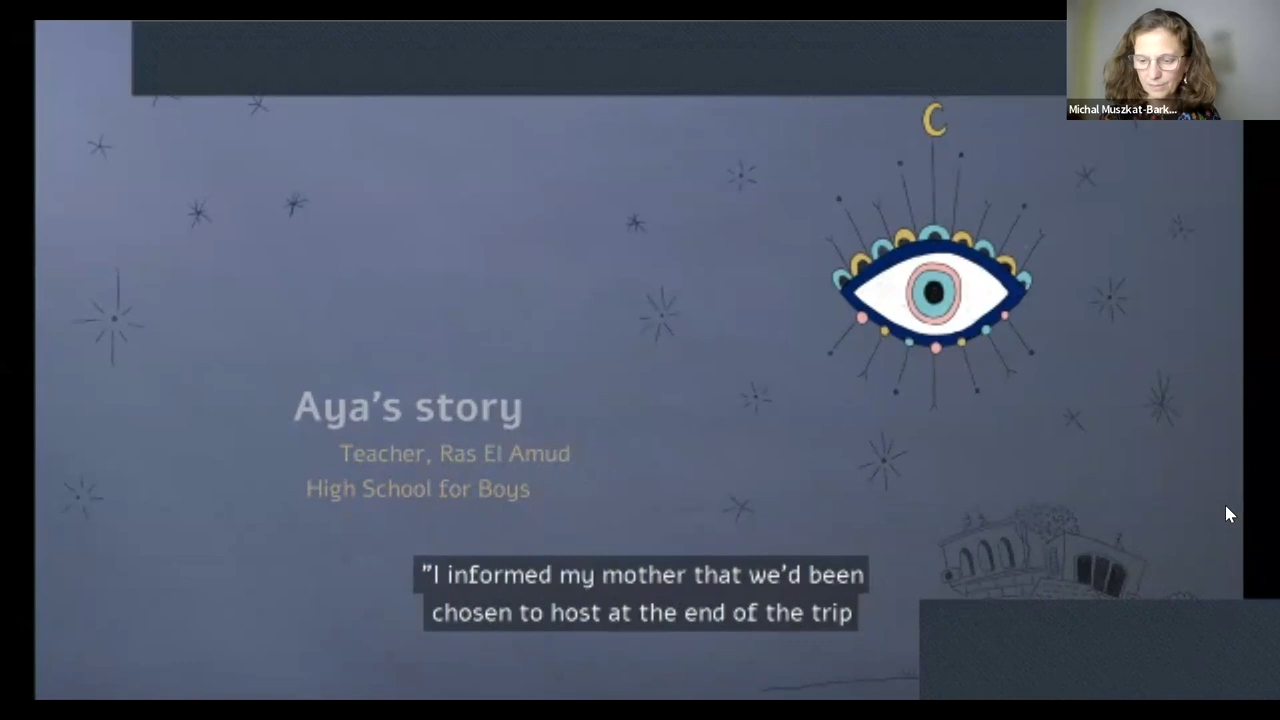 Michal Muszkat-Bark...
Aya's story
Teacher, Ras El Amud
High School for Boys
"I informed my mother that we'd been
chosen to host at the end of the trip